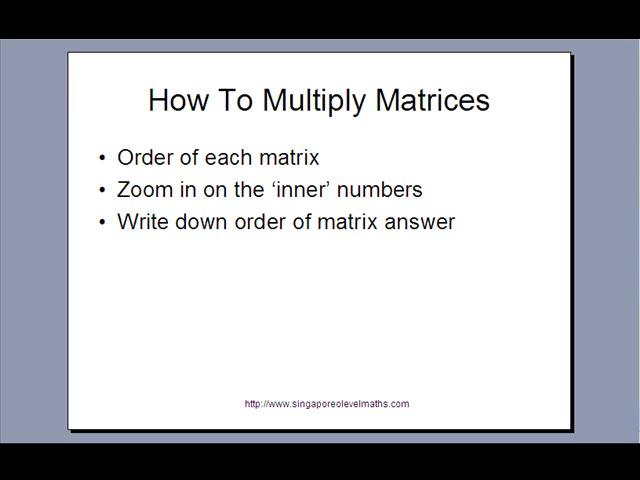 How To Multiply Matrices
• Order of each matrix
• Zoom in on the ‘inner’ numbers
• Write down order of matrix answer
http://www.singaporeolevelmaths.com